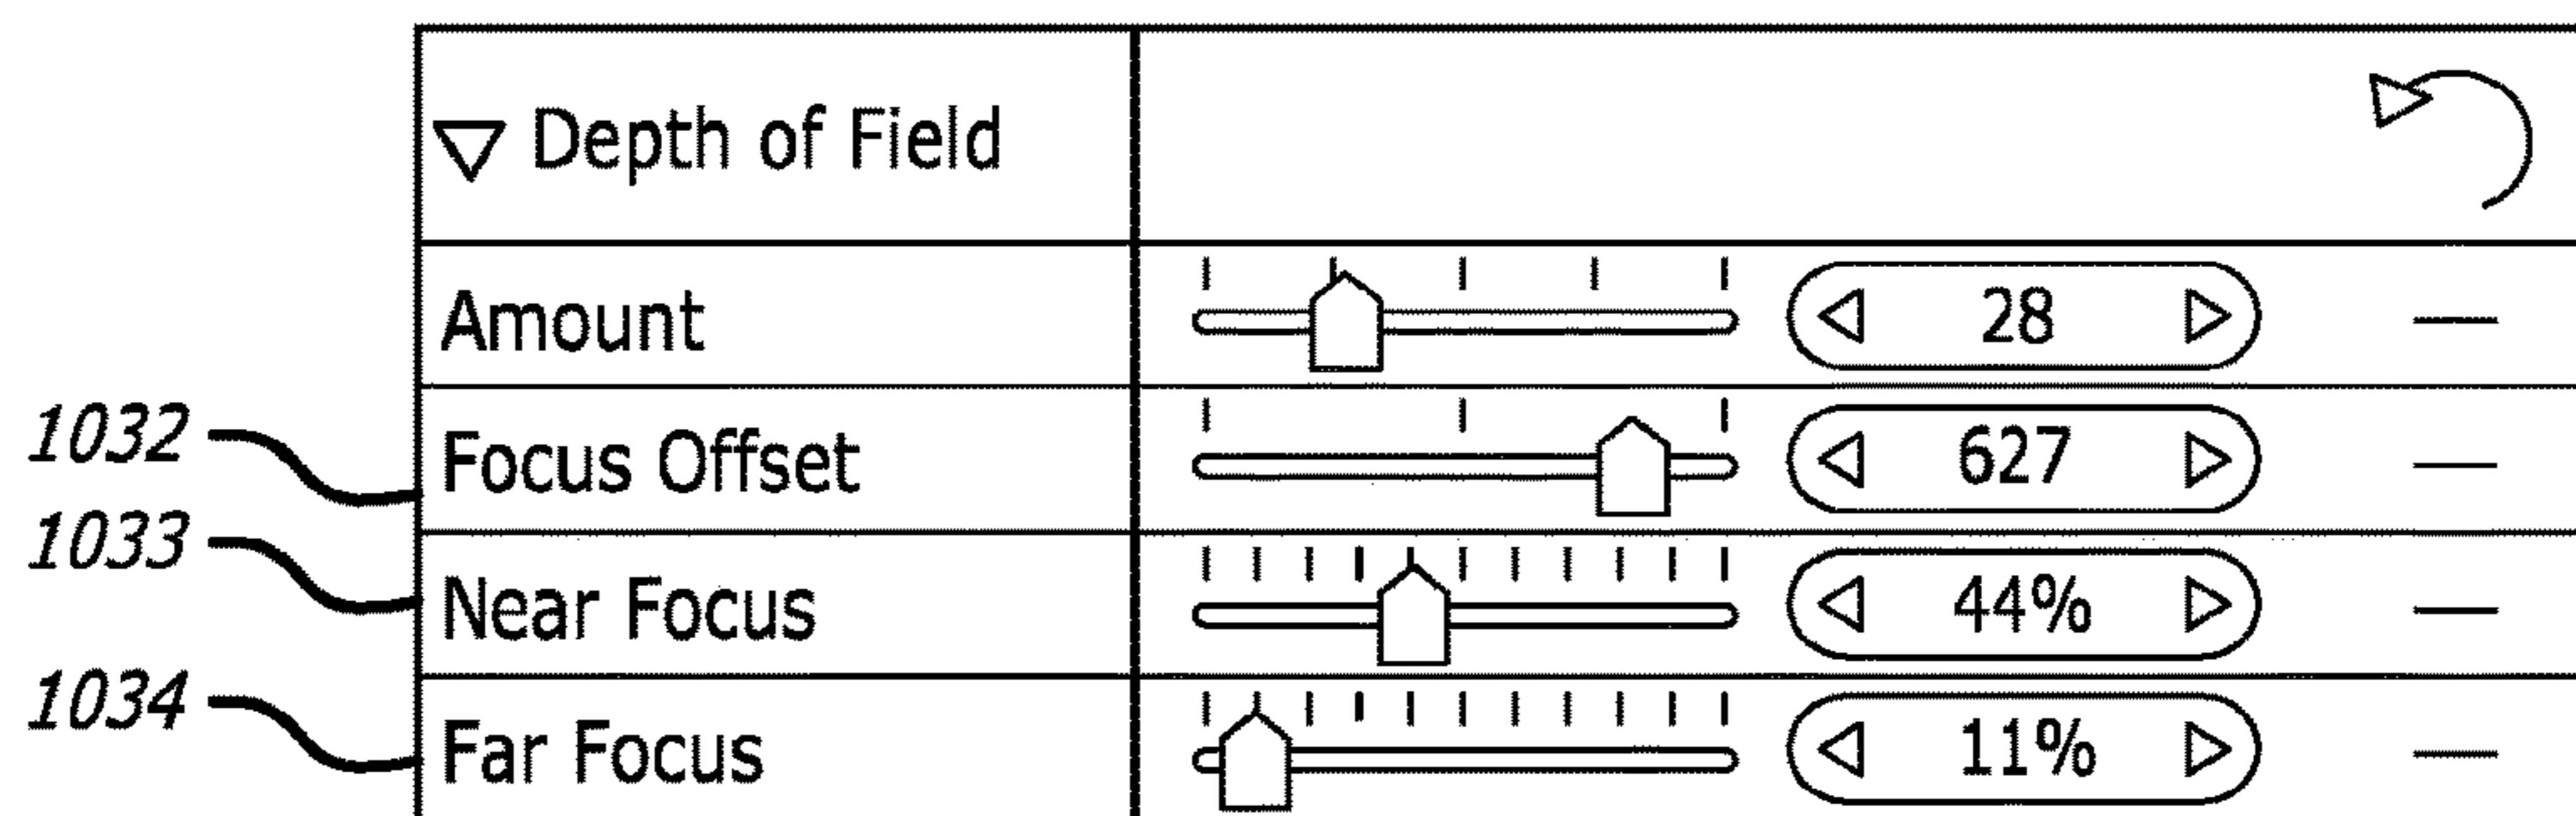 Depth of Field
Amount 28
1032 Focus Offset 627
1033 Near Focus 44%
1034 Far Focus 11%